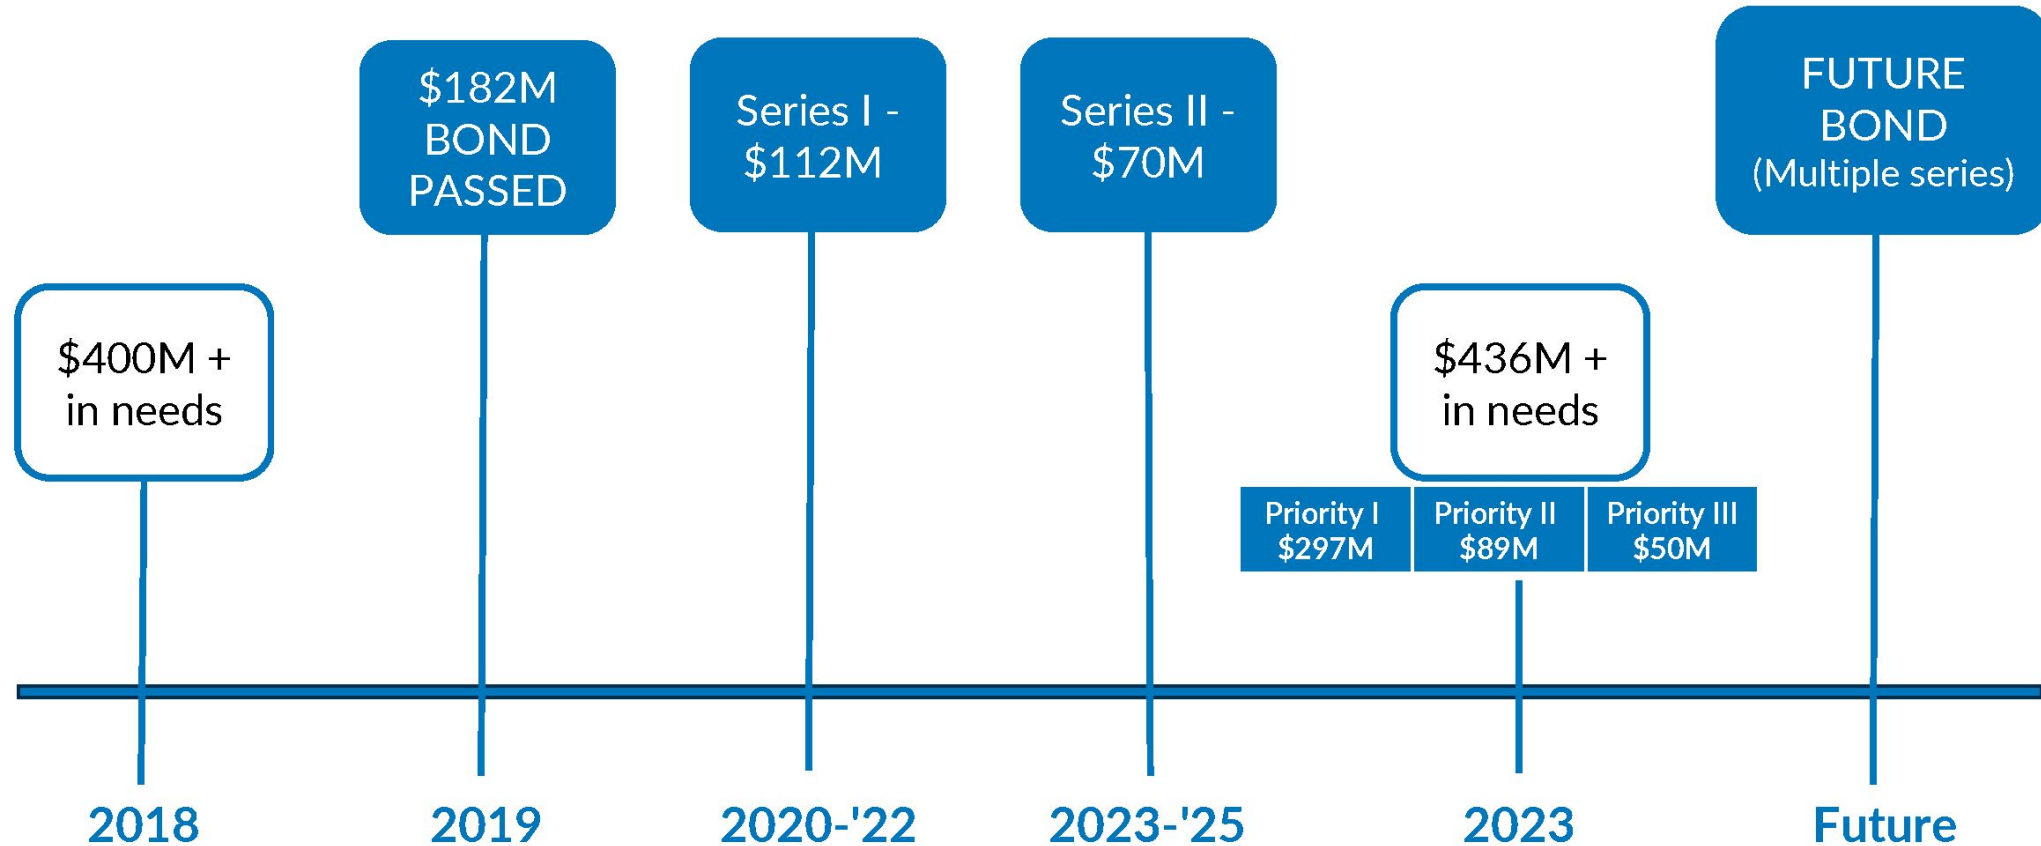 $182M
BOND
PASSED
Series I -
$112M
Series II -
$70M
FUTURE
BOND
(Multiple series)
$400M +
in needs
$436M +
in needs
Priority I
$297M
Priority II
$89M
Priority III
$50M
2018
2019
2020-'22
2023-'25
2023
Future